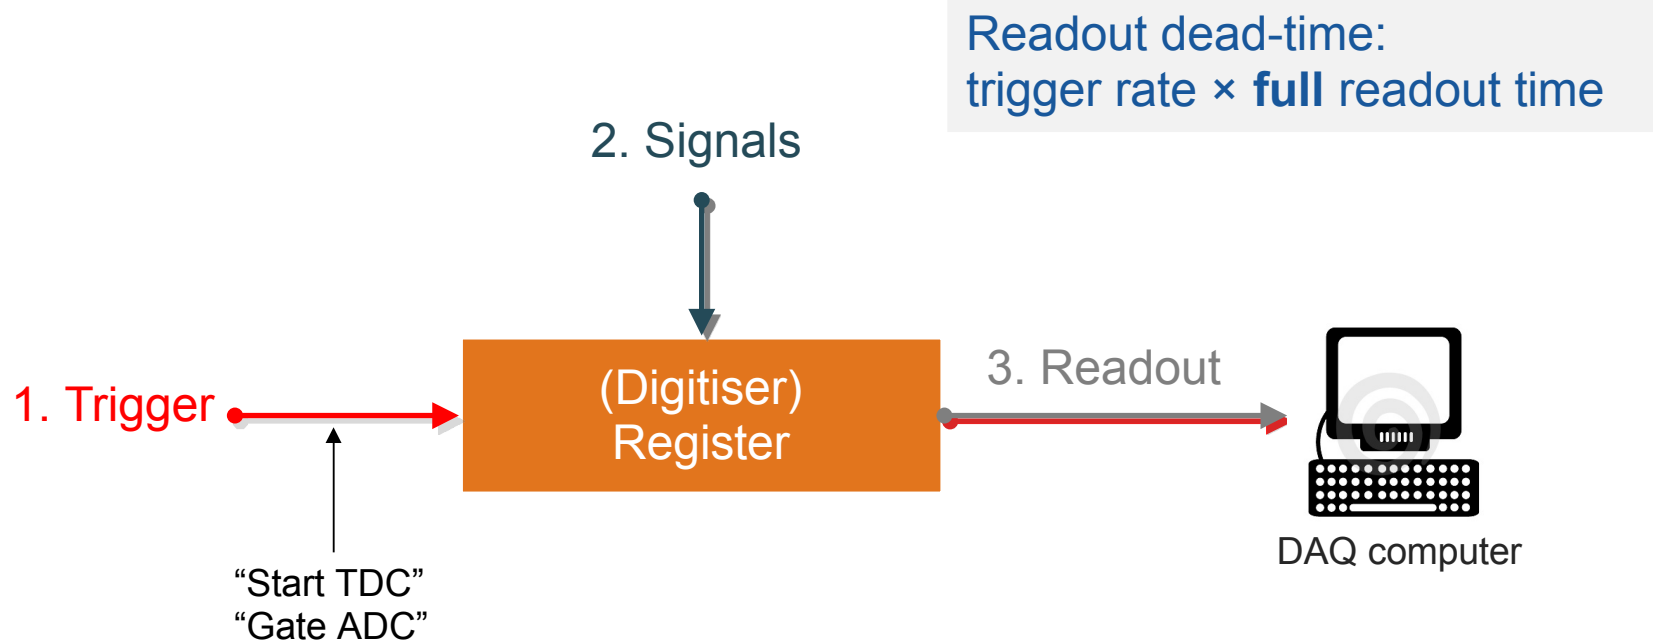 Readout dead-time:
trigger rate × full readout time
2. Signals
1. Trigger
(Digitiser)
Register
3. Readout
“Start TDC”
“Gate ADC”
DAQ computer